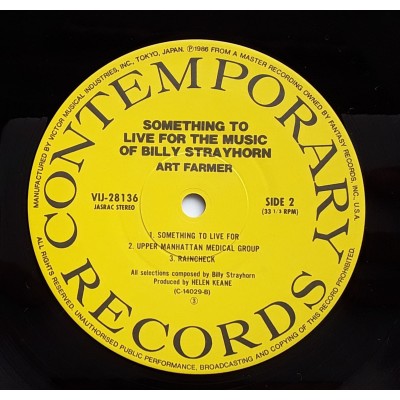 MANUFACTURED BY VICTOR MUSICAL INDUSTRIES, INC., TOKYO, JAPAN. ℗1986 FROM A MASTER RECORDING OWNED BY FANTASY RECORDS, INC., U.S.A.
CONTEMPORARY
SOMETHING TO
LIVE FOR THE MUSIC
OF BILLY STRAYHORN
ART FARMER
VIJ-28136
JASRAC STEREO
SIDE 2
(33 1/3 RPM)
1. SOMETHING TO LIVE FOR
2. UPPER MANHATTAN MEDICAL GROUP
3. RAINCHECK
All selections composed by Billy Strayhorn
Produced by HELEN KEANE
(C-14029-B)
③
RECORDS
ALL RIGHTS RESERVED. UNAUTHORISED PUBLIC PERFORMANCE, BROADCASTING AND COPYING OF THIS RECORD PROHIBITED.